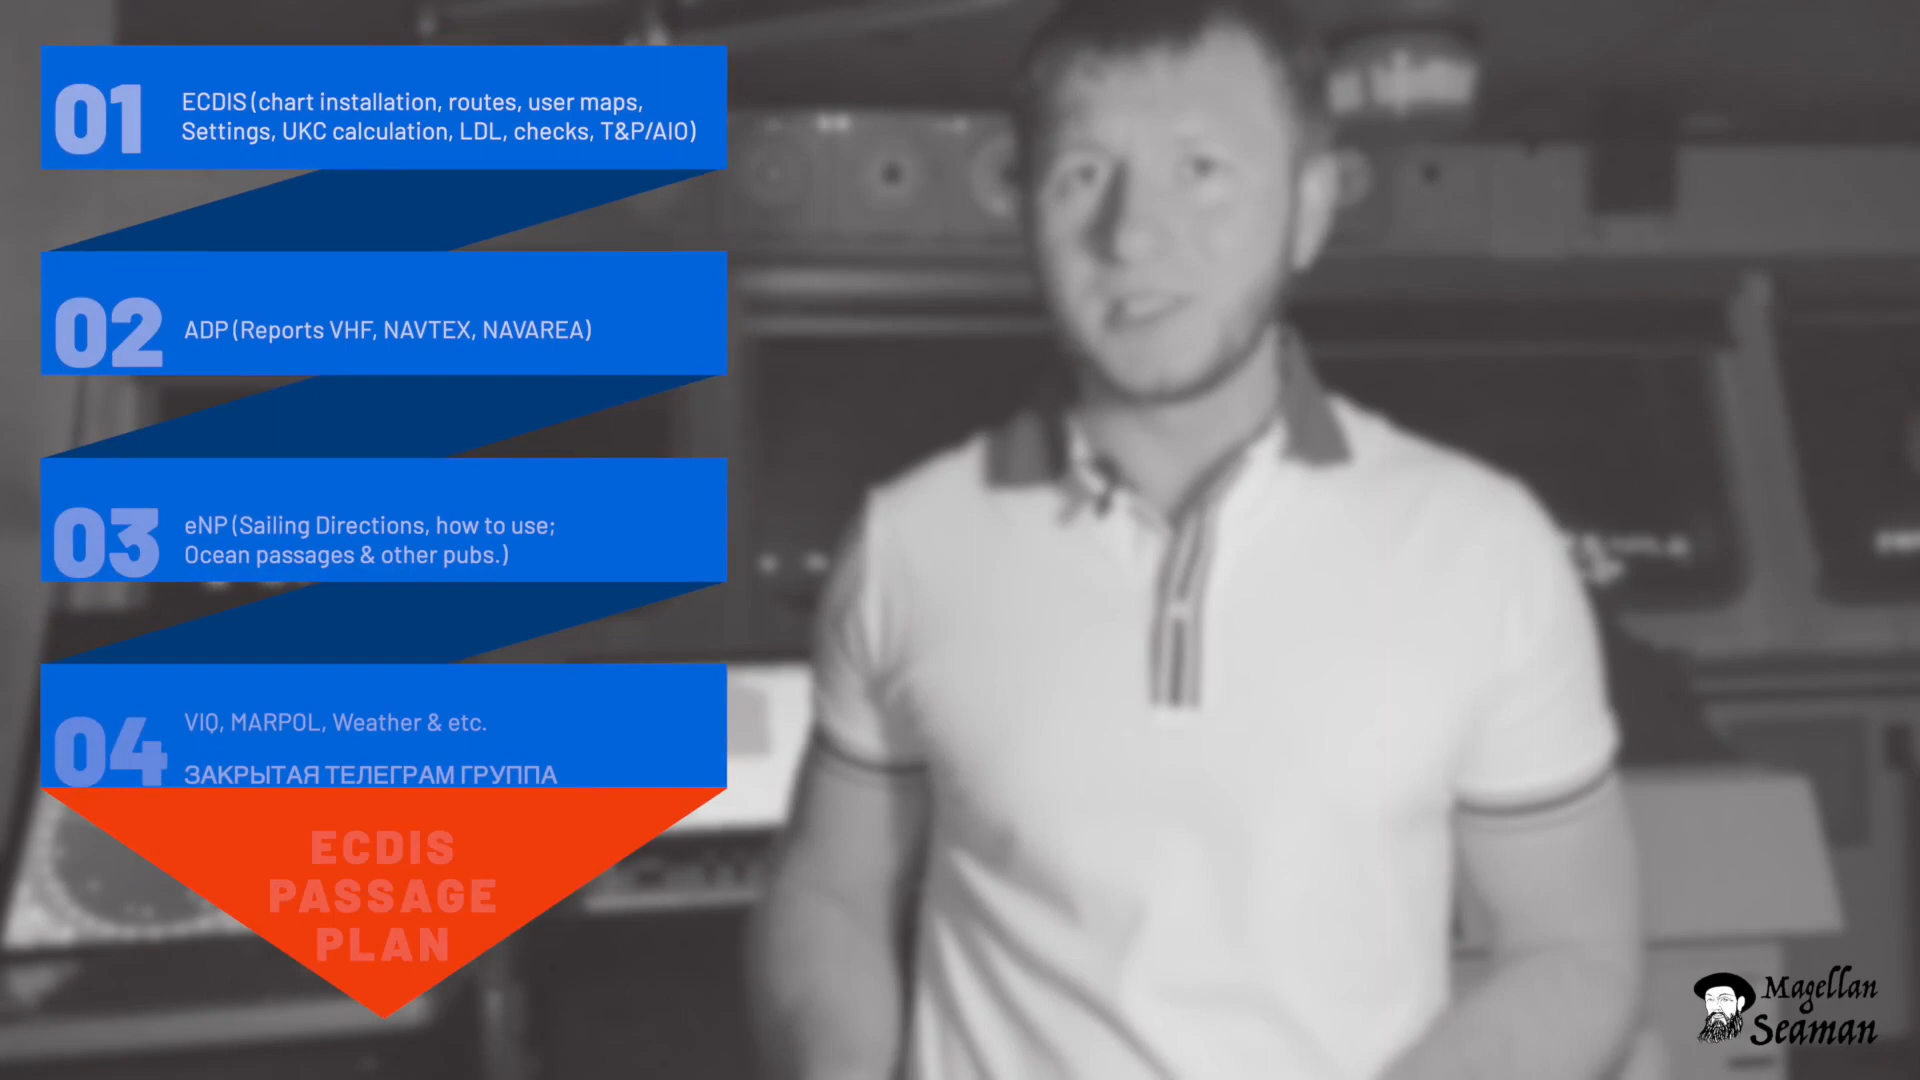 01
ECDIS (chart installation, routes, user maps,
Settings, UKC calculation, LDL, checks, T&P/AIO)
02
ADP (Reports VHF, NAVTEX, NAVAREA)
03
eNP (Sailing Directions, how to use;
Ocean passages & other pubs.)
04
VIQ, MARPOL, Weather & etc.
ЗАКРЫТАЯ ТЕЛЕГРАМ ГРУППА
ECDIS
PASSAGE
PLAN
Magellan
Seaman